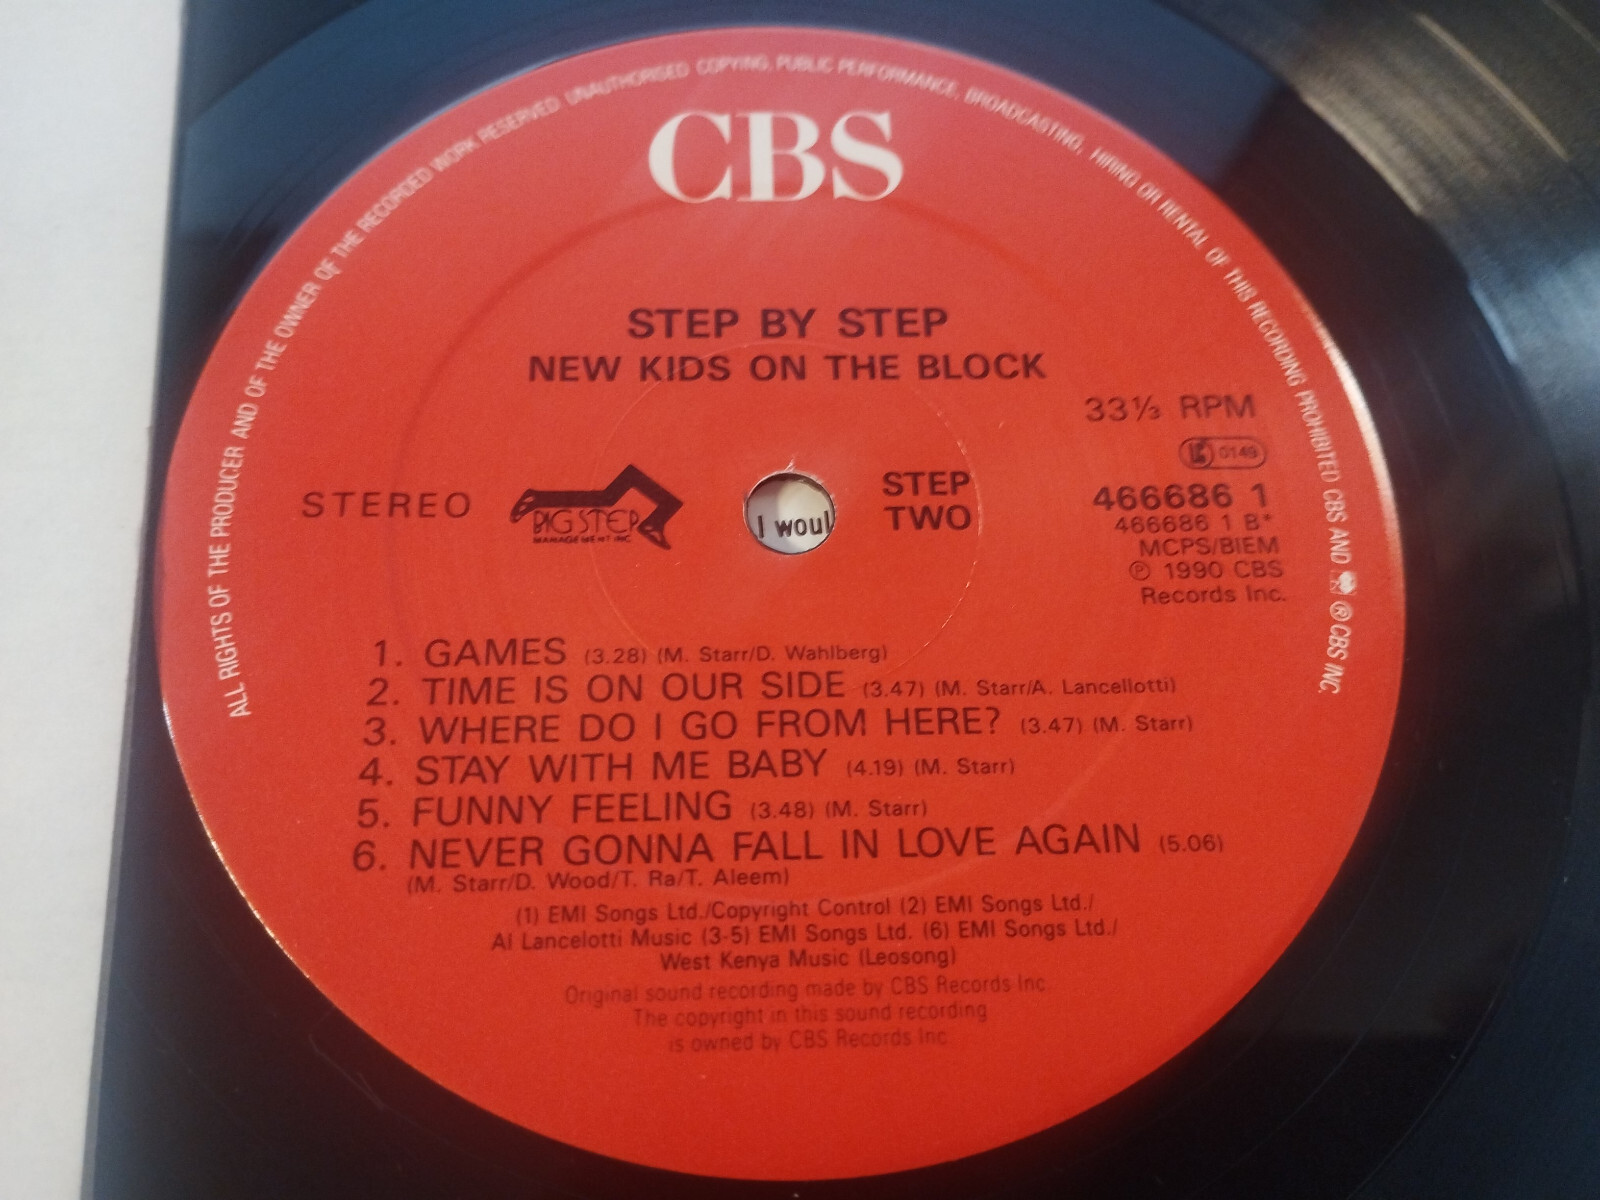 ALL RIGHTS OF THE PRODUCER AND OF THE OWNER OF THE RECORDED WORK RESERVED. UNAUTHORISED COPYING, PUBLIC PERFORMANCE, BROADCASTING, HIRING OR RENTAL OF THIS RECORDING PROHIBITED CBS AND ® CBS INC.
CBS
STEP BY STEP
NEW KIDS ON THE BLOCK
33⅓ RPM
LC 0149
STEREO
BIG STEP
MANAGEMENT INC
I woul
STEP
TWO
466686 1
466686 1 B*
MCPS/BIEM
℗ 1990 CBS
Records Inc.
1. GAMES (3.28) (M. Starr/D. Wahlberg)
2. TIME IS ON OUR SIDE (3.47) (M. Starr/A. Lancellotti)
3. WHERE DO I GO FROM HERE? (3.47) (M. Starr)
4. STAY WITH ME BABY (4.19) (M. Starr)
5. FUNNY FEELING (3.48) (M. Starr)
6. NEVER GONNA FALL IN LOVE AGAIN (5.06)
(M. Starr/D. Wood/T. Ra/T. Aleem)
(1) EMI Songs Ltd./Copyright Control (2) EMI Songs Ltd./
Al Lancelotti Music (3-5) EMI Songs Ltd. (6) EMI Songs Ltd./
West Kenya Music (Leosong)
Original sound recording made by CBS Records Inc.
The copyright in this sound recording
is owned by CBS Records Inc.